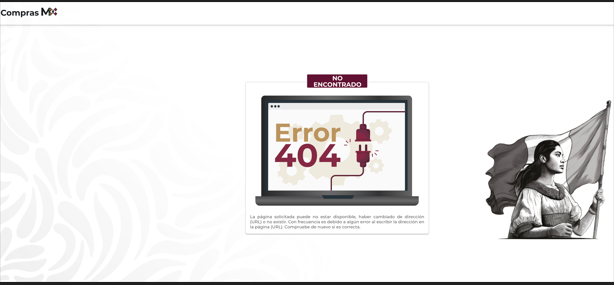 Compras MX
NO
ENCONTRADO
Error
404
La página solicitada, puede no estar disponible, haber cambiado de dirección
(URL) o no existir. Con frecuencia es debido a algún error al escribir la dirección en
la página (URL). Compruebe de nuevo si es correcta.